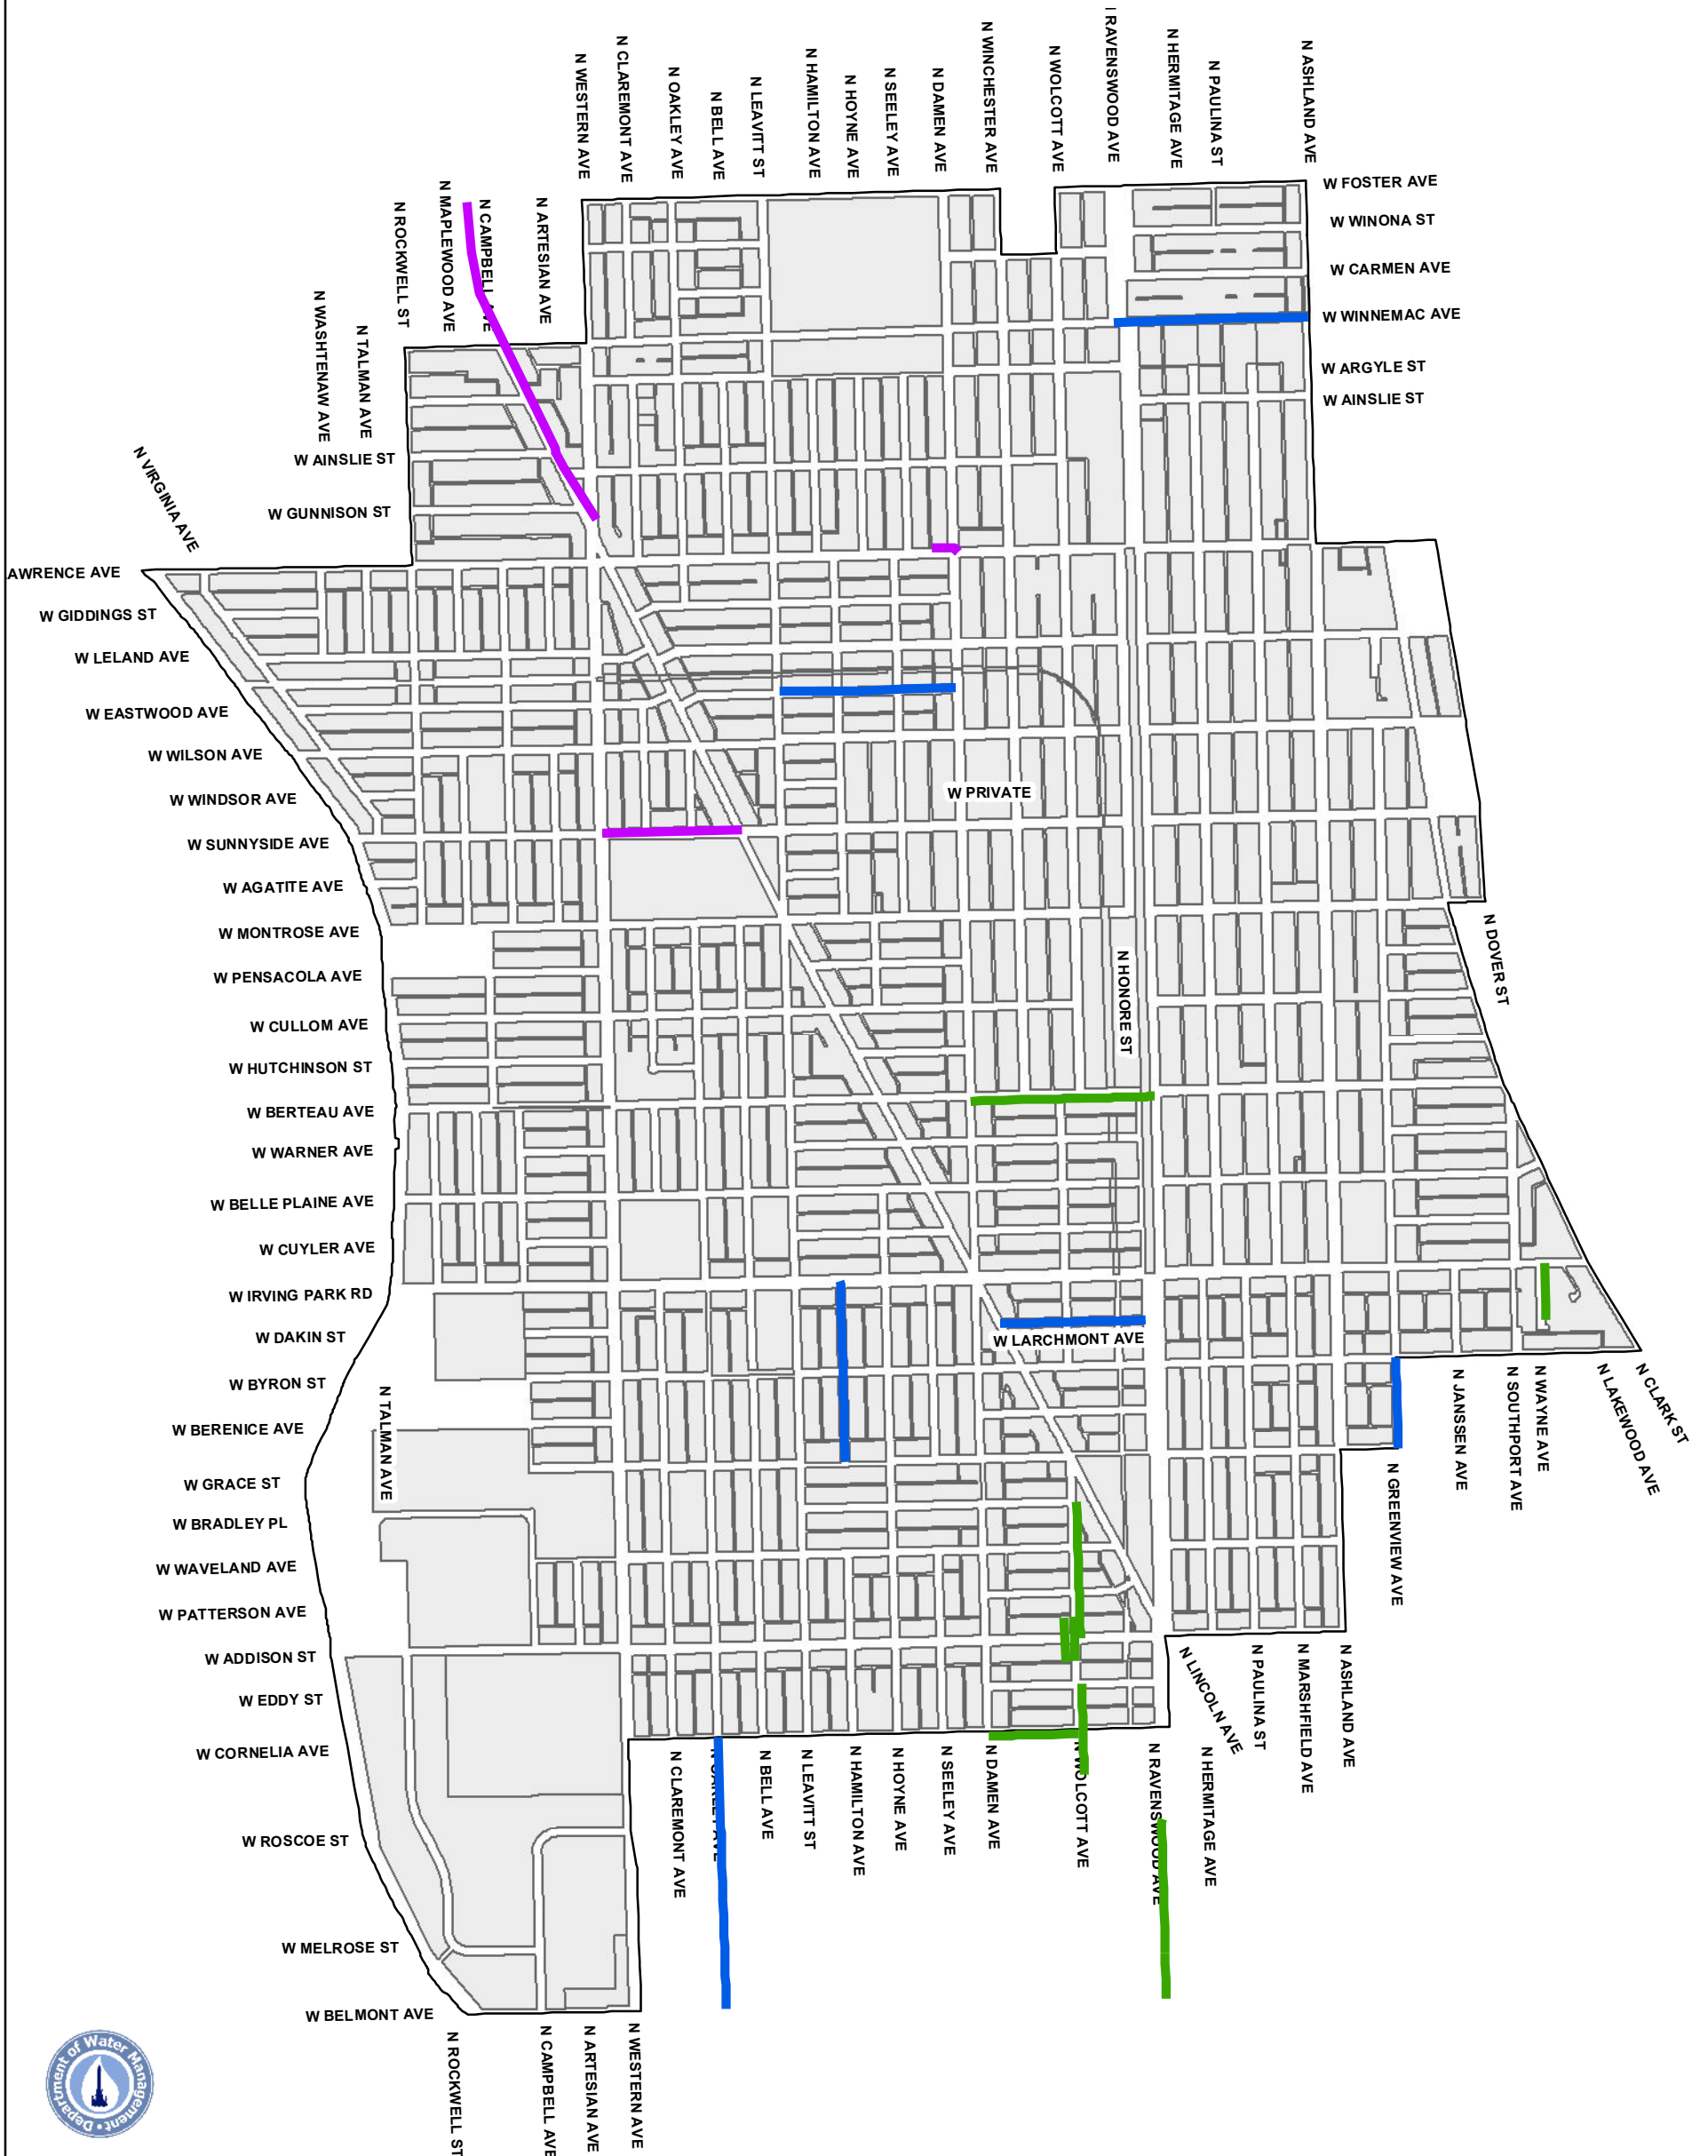 N WESTERN AVE
N CLAREMONT AVE
N OAKLEY AVE
N BELL AVE
N LEAVITT ST
N HAMILTON AVE
N HOYNE AVE
N SEELEY AVE
N DAMEN AVE
N WINCHESTER AVE
N WOLCOTT AVE
RAVENSWOOD AVE
N HERMITAGE AVE
N PAULINA ST
N ASHLAND AVE
W FOSTER AVE
W WINONA ST
W CARMEN AVE
W WINNEMAC AVE
W ARGYLE ST
W AINSLIE ST
N VIRGINIA AVE
N WASHTENAW AVE
N TALMAN AVE
N ROCKWELL ST
N MAPLEWOOD AVE
N CAMPBELL AVE
N ARTESIAN AVE
W AINSLIE ST
W GUNNISON ST
AWRENCE AVE
W GIDDINGS ST
W LELAND AVE
W EASTWOOD AVE
W WILSON AVE
W WINDSOR AVE
W PRIVATE
W SUNNYSIDE AVE
W AGATITE AVE
W MONTROSE AVE
W PENSACOLA AVE
N HONORE ST
N DOVER ST
W CULLOM AVE
W HUTCHINSON ST
W BERTEAU AVE
W WARNER AVE
W BELLE PLAINE AVE
W CUYLER AVE
W IRVING PARK RD
W DAKIN ST
W LARCHMONT AVE
W BYRON ST
W BERENICE AVE
N TALMAN AVE
W GRACE ST
W BRADLEY PL
W WAVELAND AVE
W PATTERSON AVE
W ADDISON ST
W EDDY ST
W CORNELIA AVE
W ROSCOE ST
W MELROSE ST
W BELMONT AVE
N GREENVIEW AVE
N JANSSEN AVE
N SOUTHPORT AVE
N WAYNE AVE
N LAKEWOOD AVE
N CLARK ST
N CLAREMONT AVE
N OAKLEY AVE
N BELL AVE
N LEAVITT ST
N HAMILTON AVE
N HOYNE AVE
N SEELEY AVE
N DAMEN AVE
N WOLCOTT AVE
N RAVENSWOOD AVE
N HERMITAGE AVE
N LINCOLN AVE
N PAULINA ST
N MARSHFIELD AVE
N ASHLAND AVE
N ROCKWELL ST
N CAMPBELL AVE
N ARTESIAN AVE
N WESTERN AVE
Department of Water Management